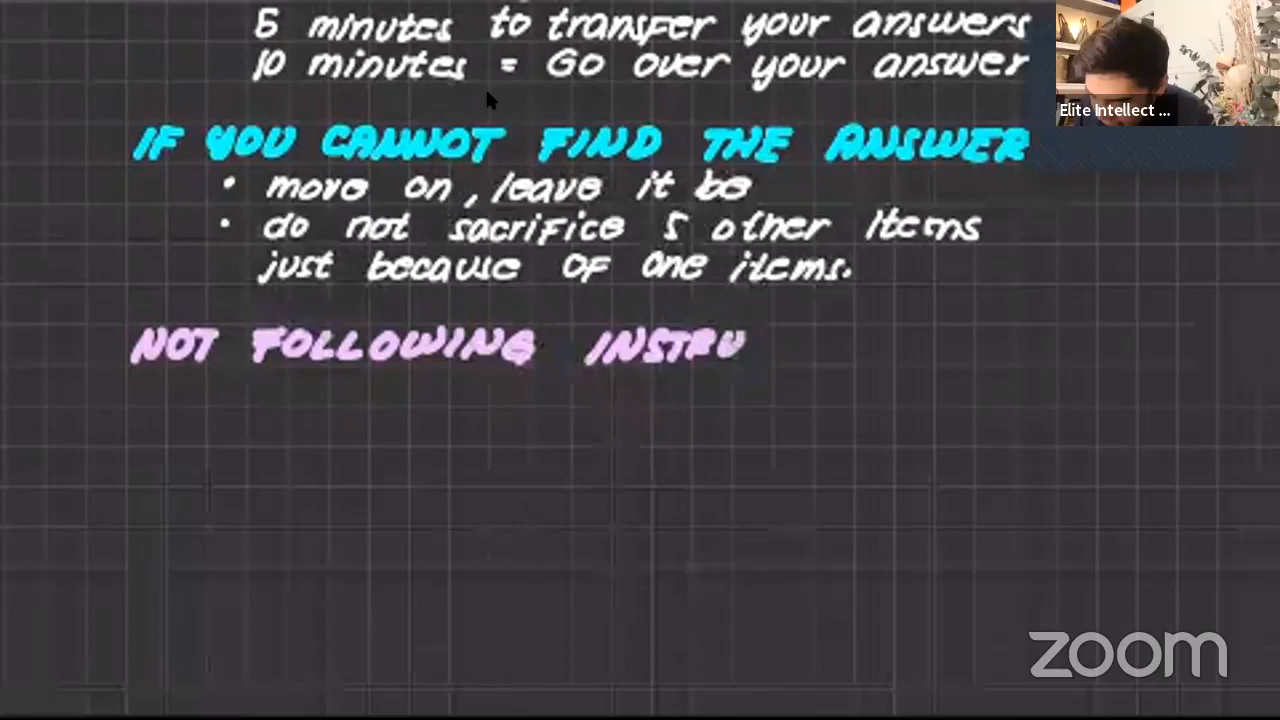 5 minutes to transfer your answers
10 minutes = Go over your answer
Elite Intellect ...
IF YOU CANNOT FIND THE ANSWER
• move on, leave it be
• do not sacrifice 5 other items
just because of one items.
NOT FOLLOWING INSTRU
zoom